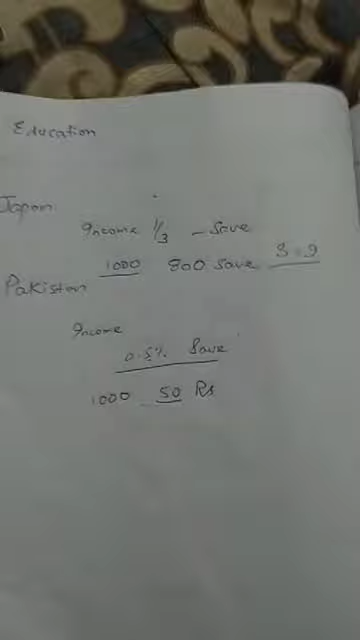 Education
Japan
Income 1/3 - Save
1000 800 Save
Pakistan
Income
0.5% Save
1000 50 Rs